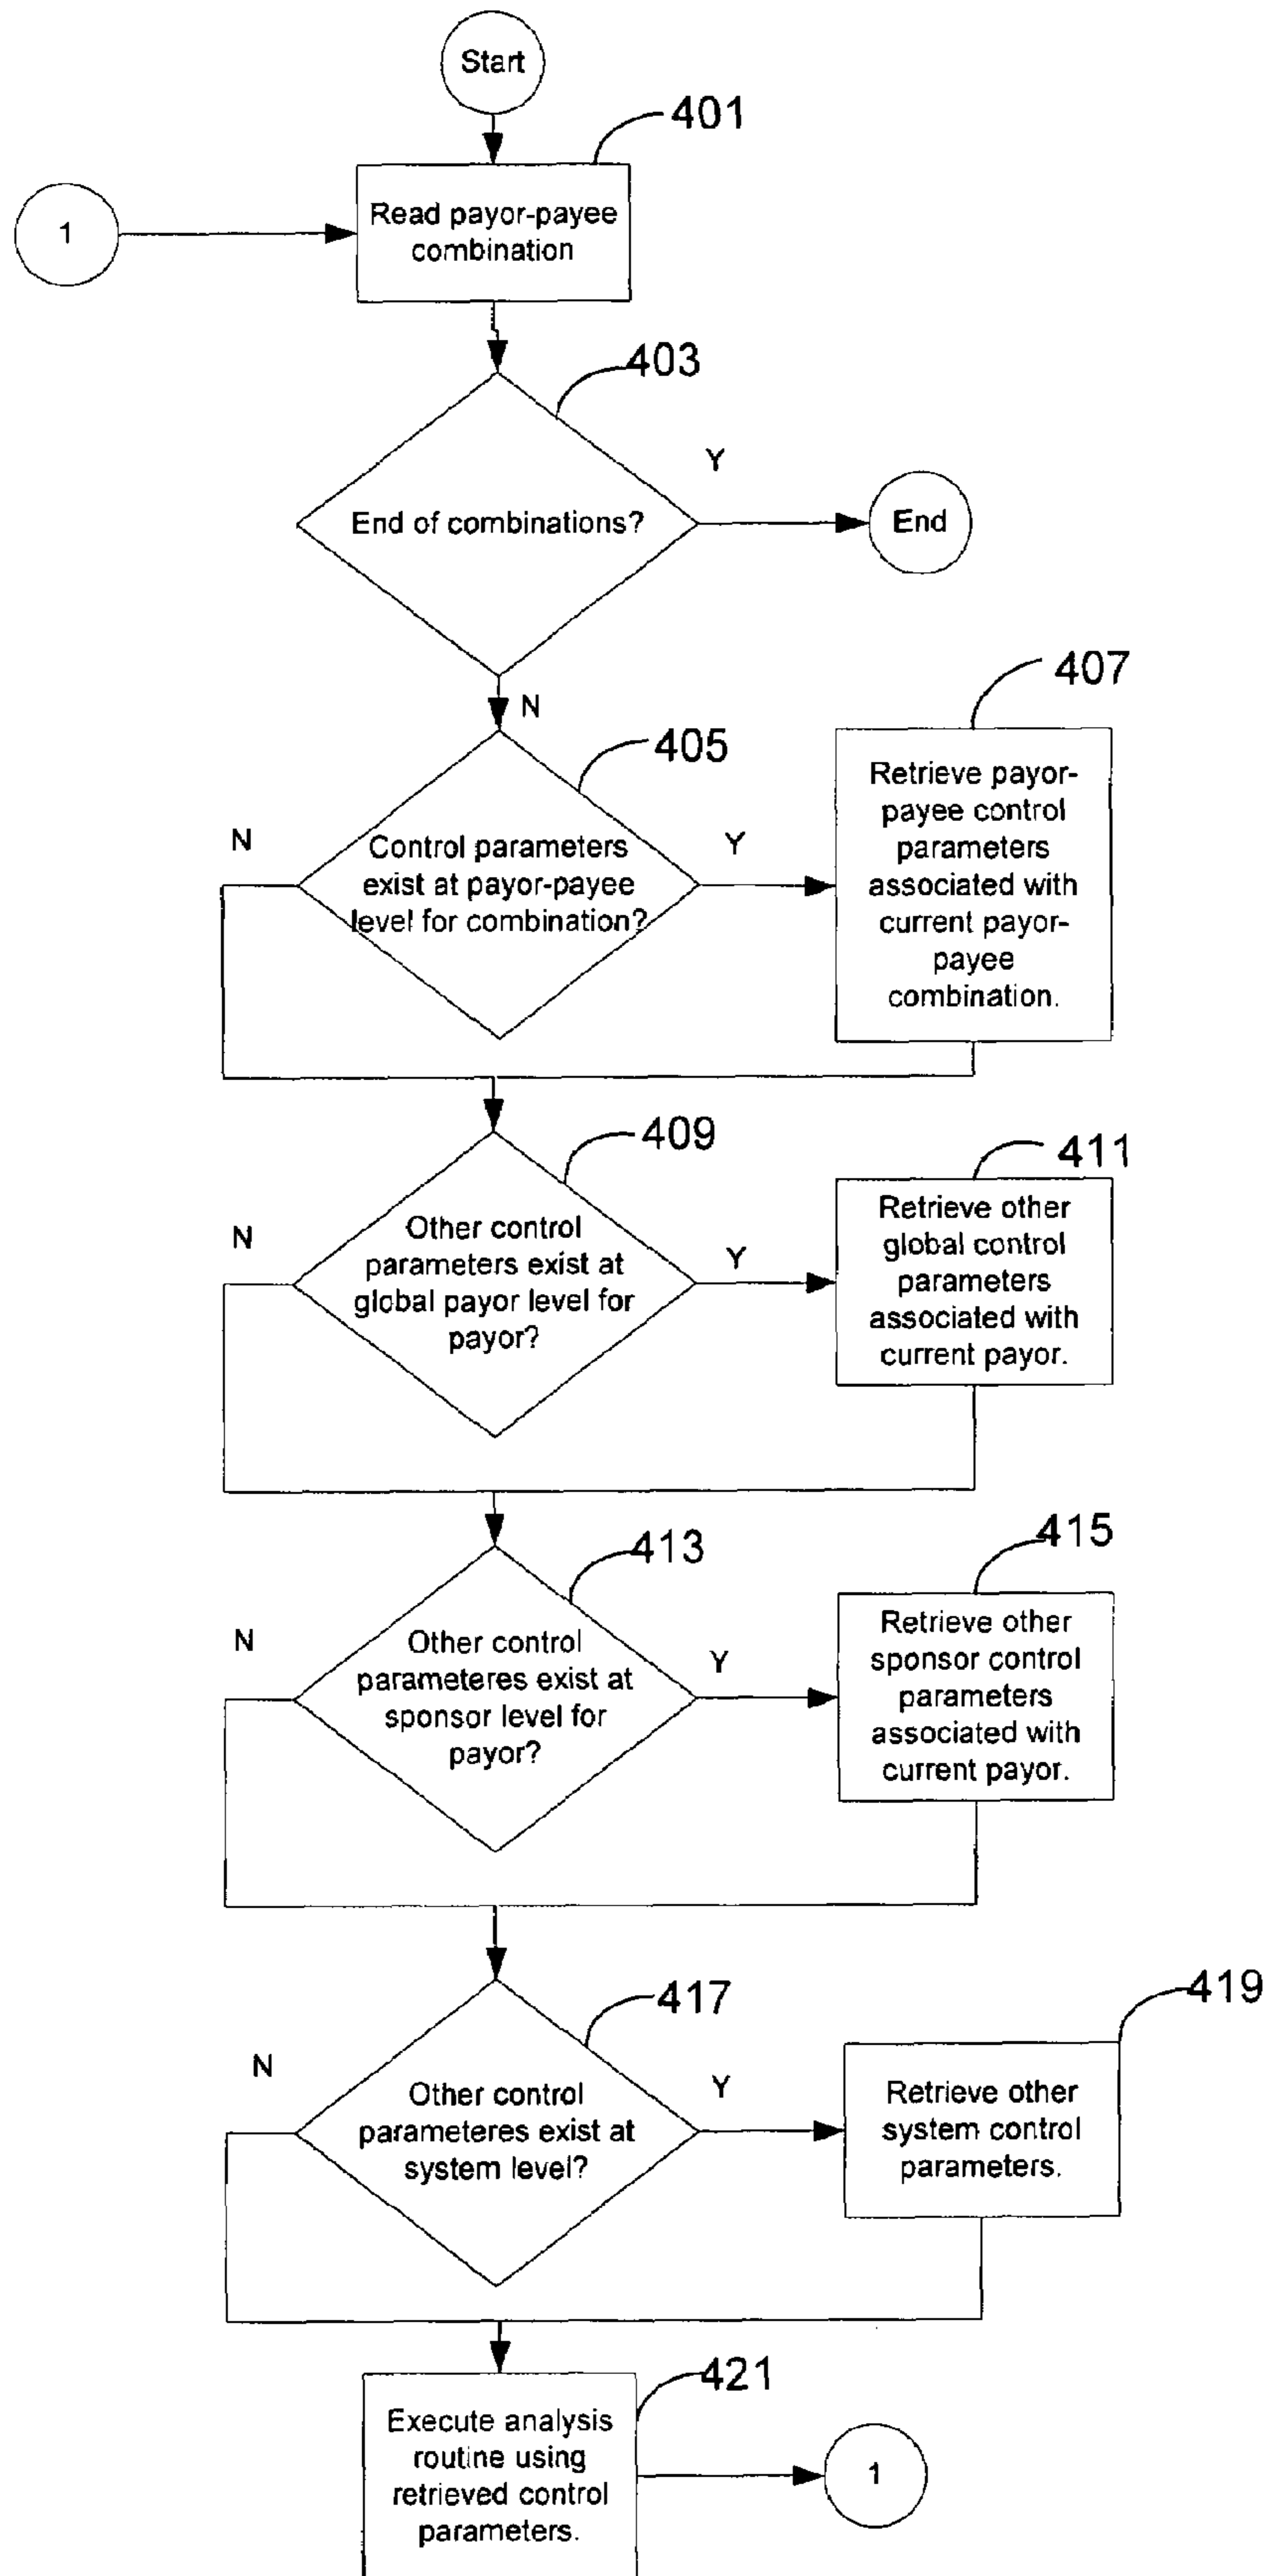 Start
401
Read payor-payee
combination
1
403
End of combinations?
Y
End
N
407
405
Control parameters
exist at payor-payee
level for combination?
N
Y
Retrieve payor-
payee control
parameters
associated with
current payor-
payee
combination.
409
411
Other control
parameters exist at
global payor level for
payor?
N
Y
Retrieve other
global control
parameters
associated with
current payor.
413
415
Other control
parameteres exist at
sponsor level for
payor?
N
Y
Retrieve other
sponsor control
parameters
associated with
current payor.
417
419
Other control
parameteres exist at
system level?
N
Y
Retrieve other
system control
parameters.
421
Execute analysis
routine using
retrieved control
parameters.
1